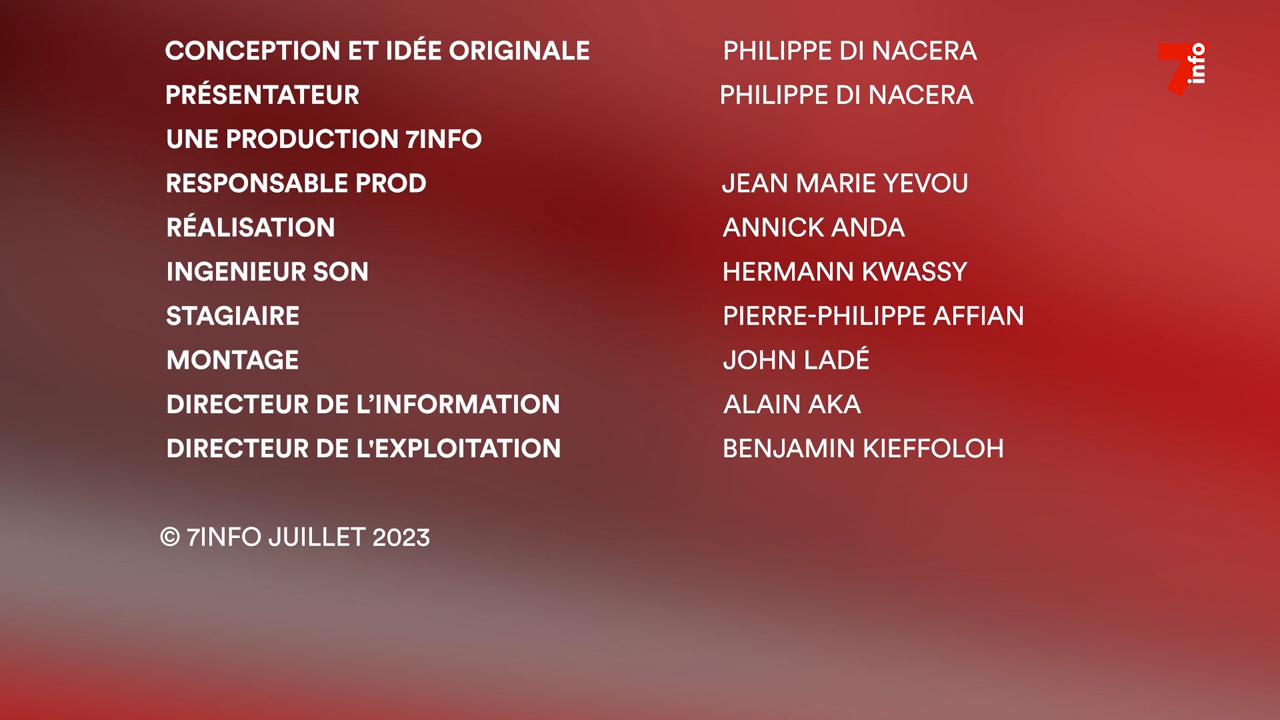 CONCEPTION ET IDÉE ORIGINALE PHILIPPE DI NACERA
PRÉSENTATEUR PHILIPPE DI NACERA
UNE PRODUCTION 7INFO
RESPONSABLE PROD JEAN MARIE YEVOU
RÉALISATION ANNICK ANDA
INGENIEUR SON HERMANN KWASSY
STAGIAIRE PIERRE-PHILIPPE AFFIAN
MONTAGE JOHN LADÉ
DIRECTEUR DE L’INFORMATION ALAIN AKA
DIRECTEUR DE L'EXPLOITATION BENJAMIN KIEFFOLOH
© 7INFO JUILLET 2023
7 info